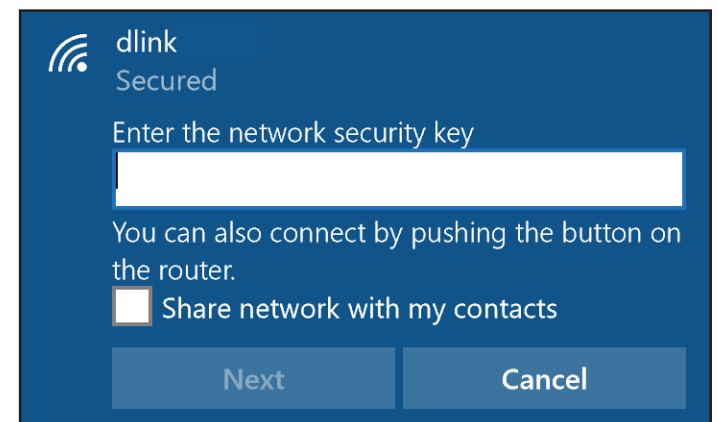 dlink
Secured
Enter the network security key
You can also connect by pushing the button on
the router.
Share network with my contacts
Next
Cancel